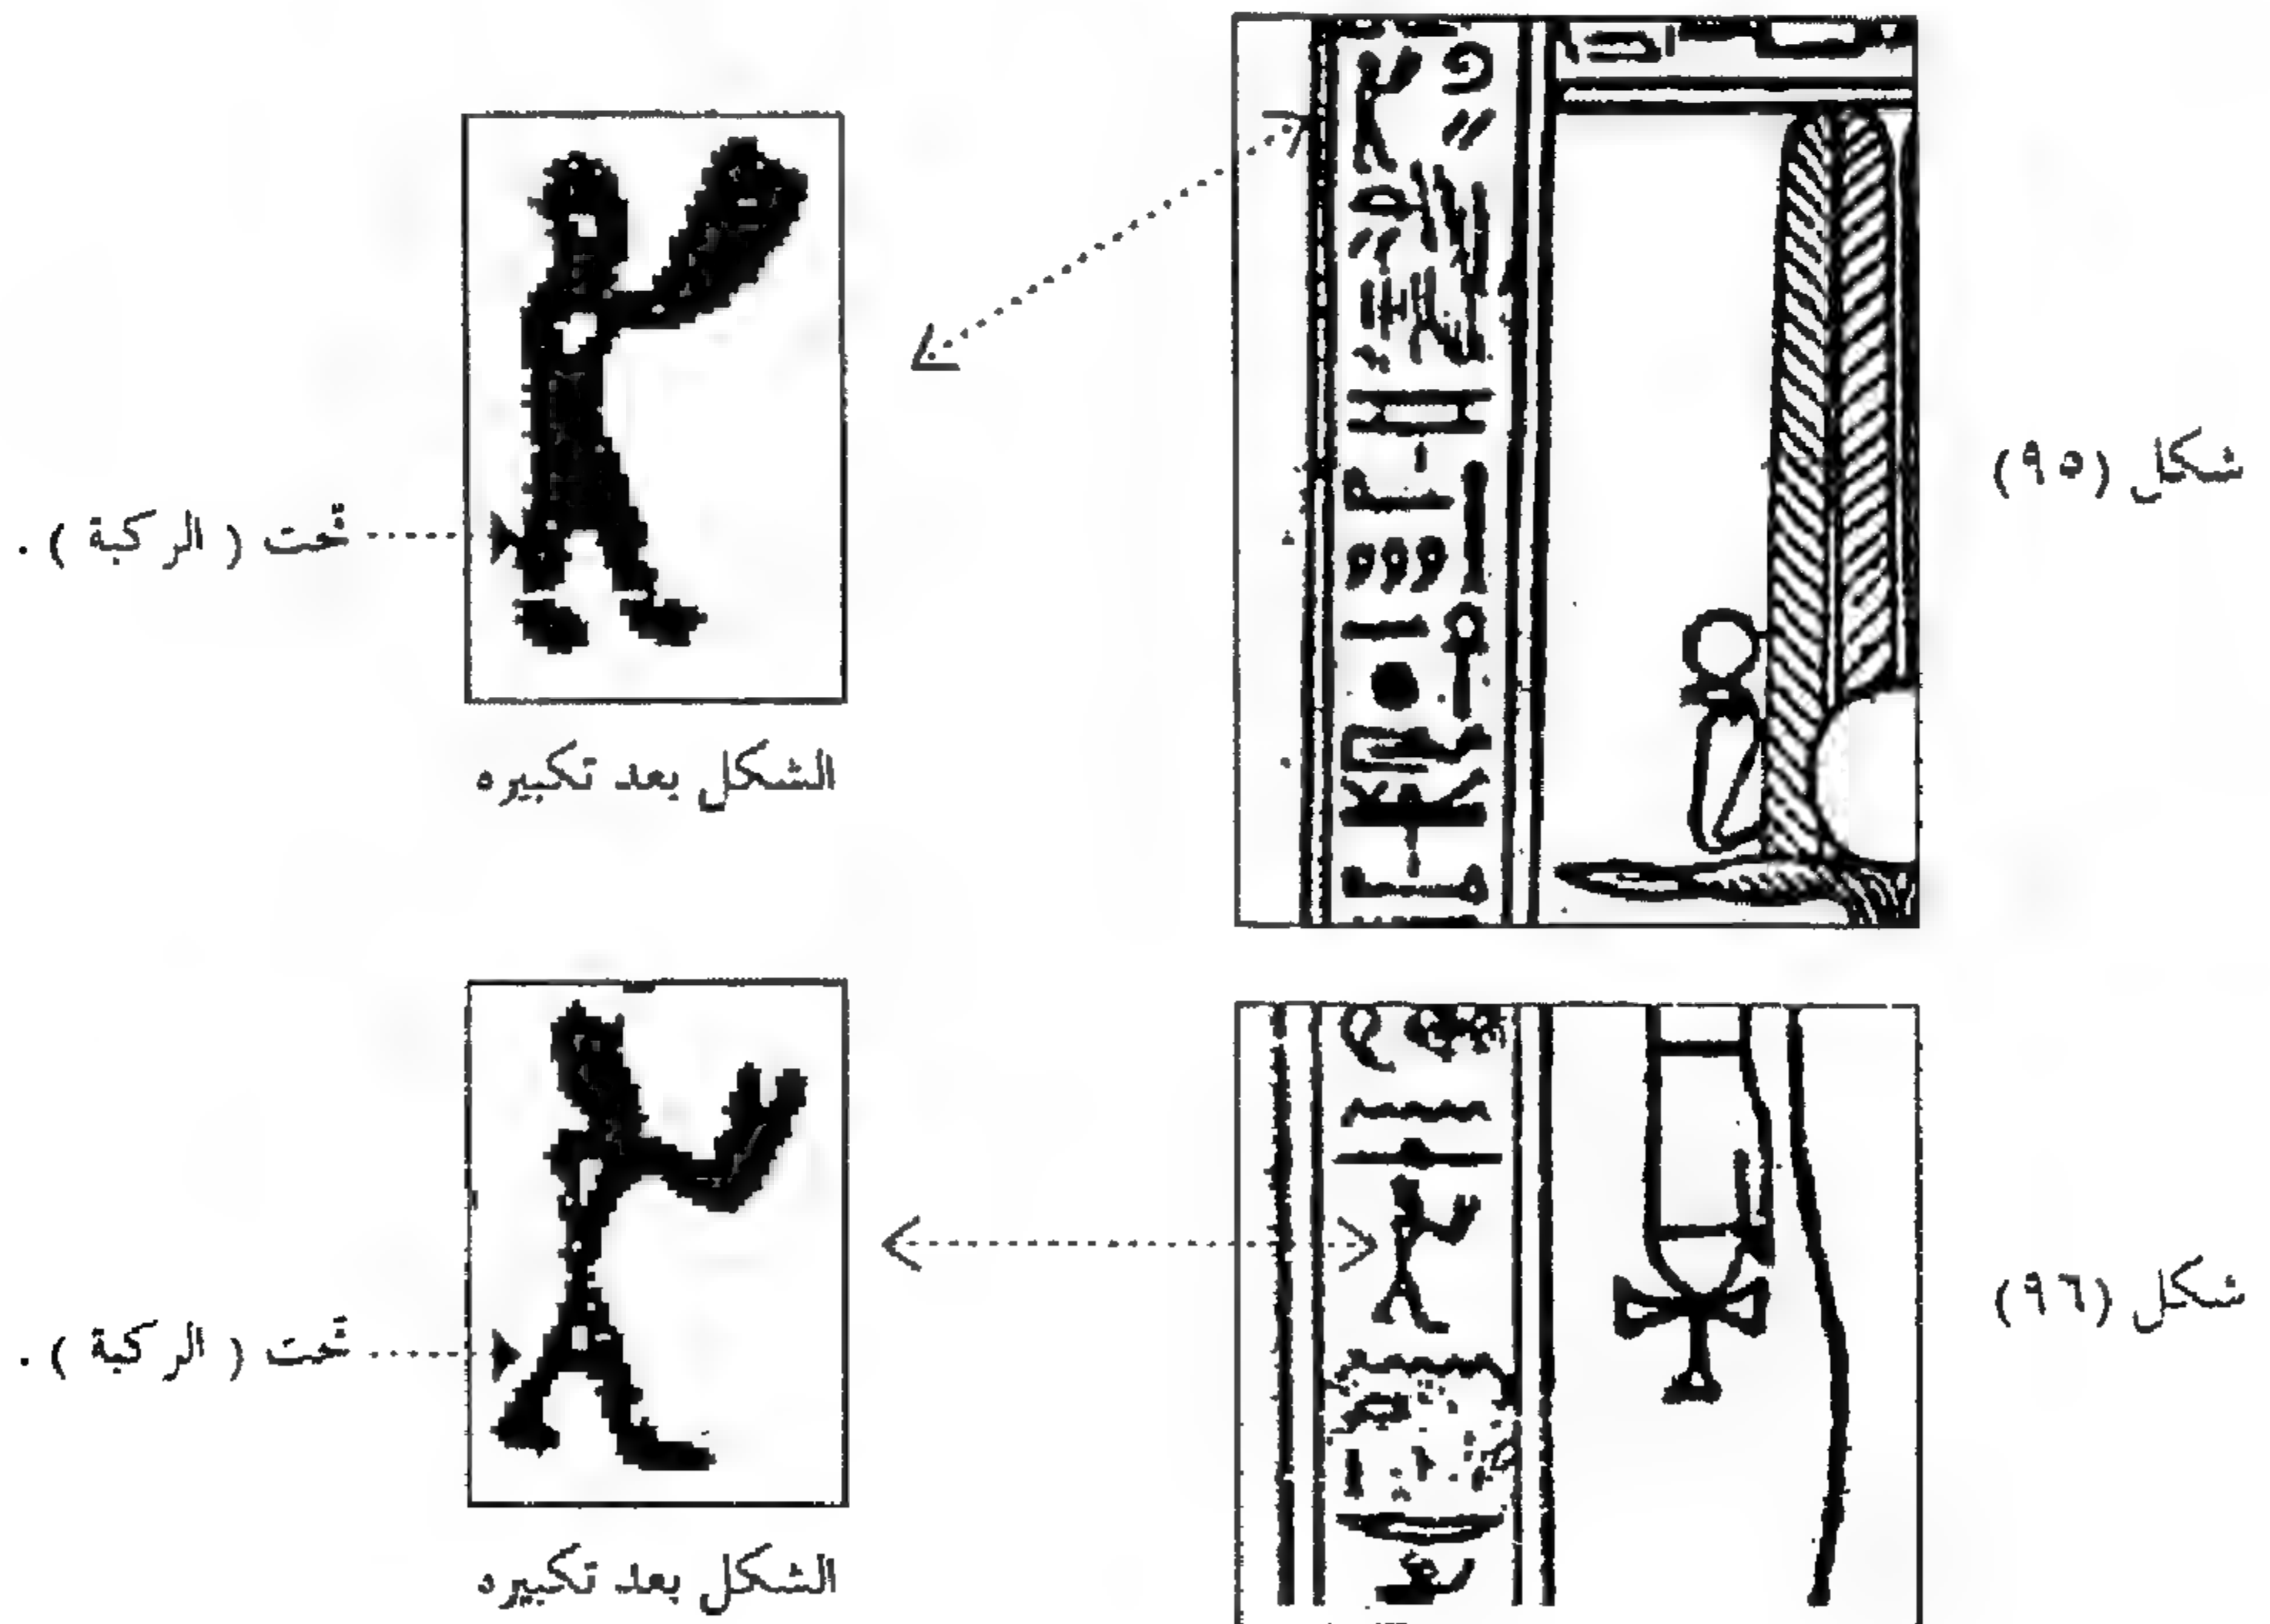 شكل (٩٥)
تحت ( الركبة ) .
الشكل بعد تكبيره
شكل (٩٦)
تحت ( الركبة ) .
الشكل بعد تكبيره